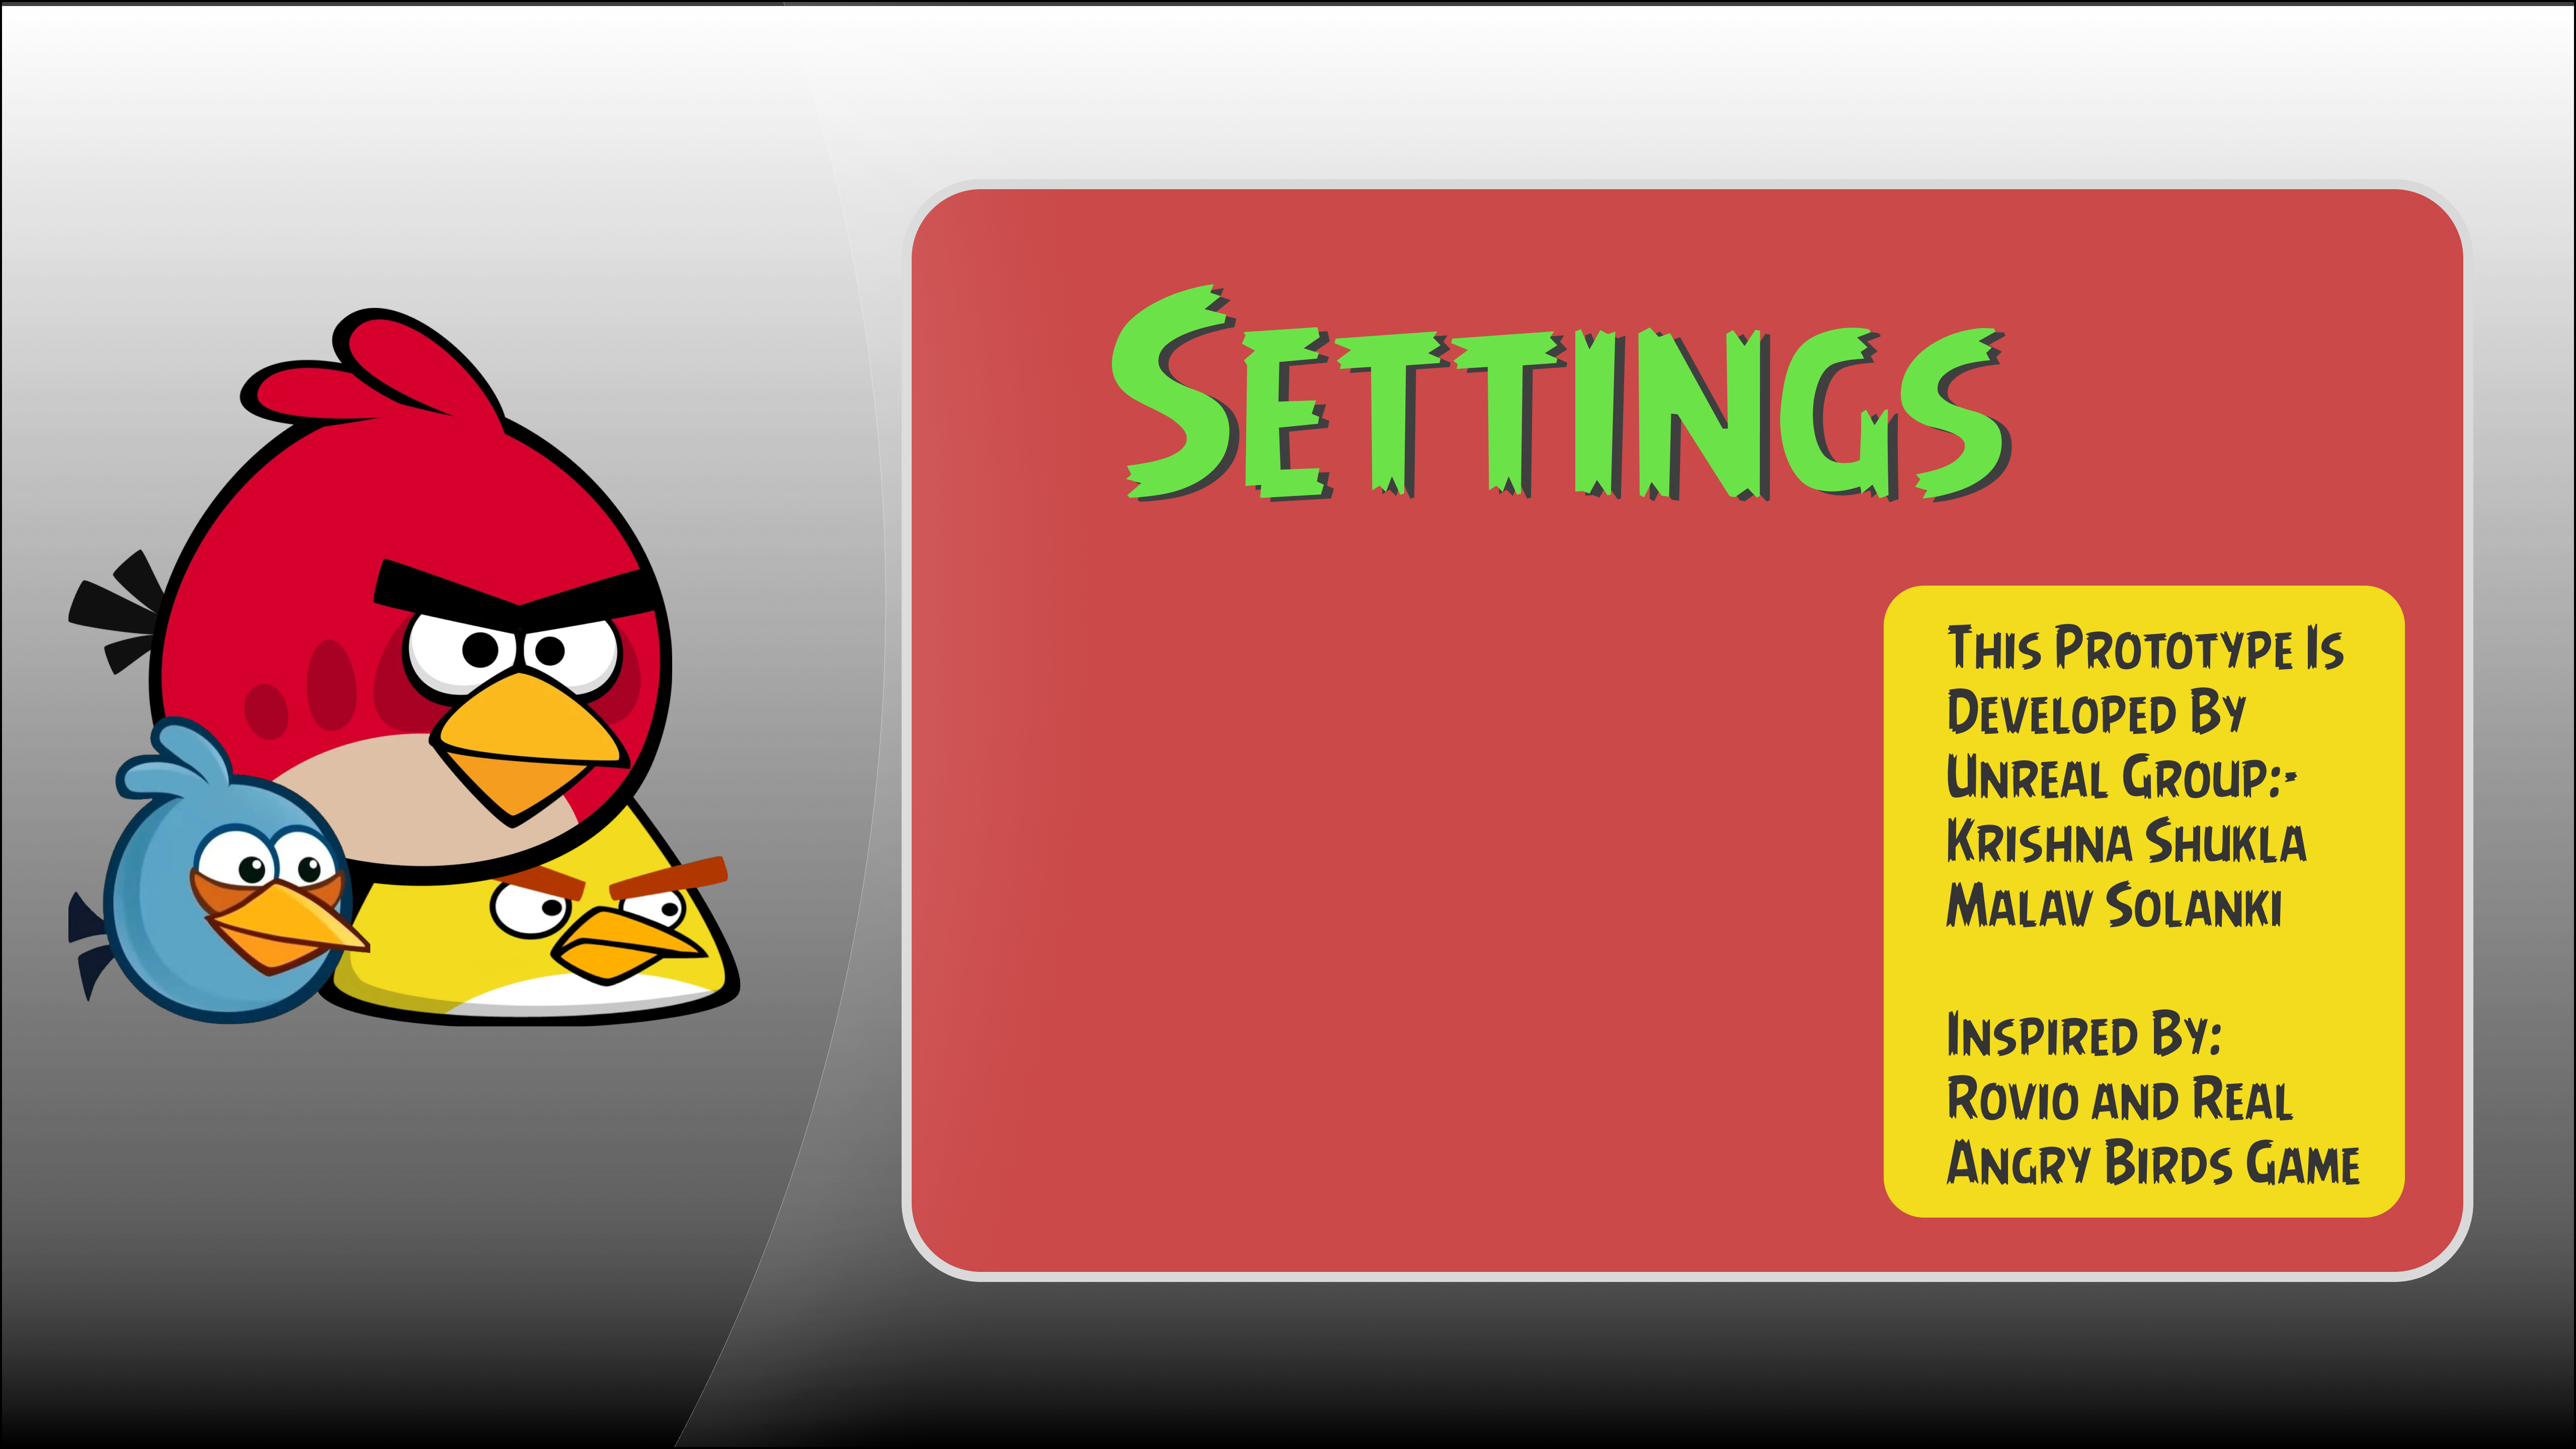 Settings
This Prototype Is
Developed By
Unreal Group:-
Krishna Shukla
Malav Solanki
Inspired By:
Rovio and Real
Angry Birds Game